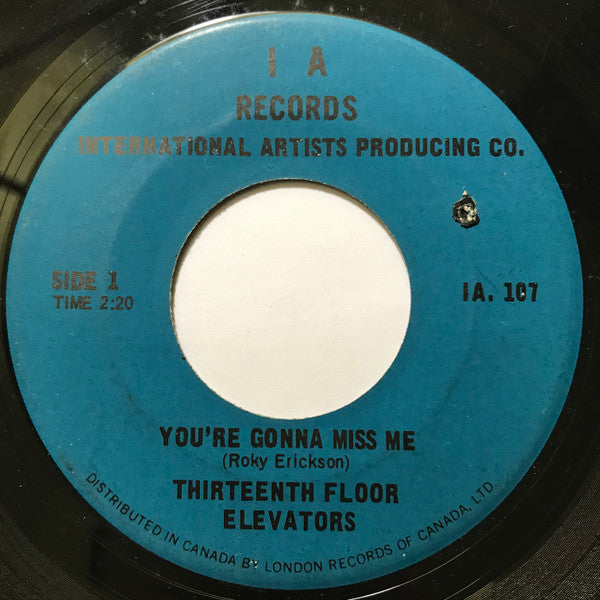 I A
RECORDS
INTERNATIONAL ARTISTS PRODUCING CO.
SIDE 1
TIME 2:20
IA. 107
YOU'RE GONNA MISS ME
(Roky Erickson)
THIRTEENTH FLOOR
ELEVATORS
DISTRIBUTED IN CANADA BY LONDON RECORDS OF CANADA, LTD.